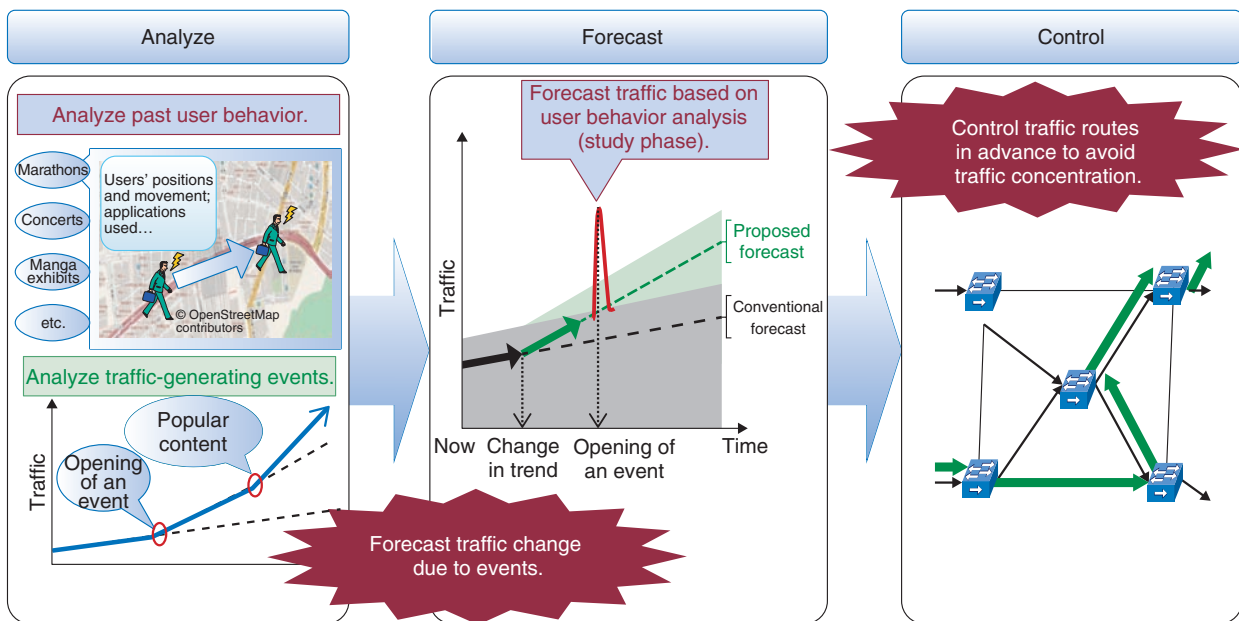 Analyze
Analyze past user behavior.
Marathons
Concerts
Manga
exhibits
etc.
Users' positions
and movement;
applications
used…
© OpenStreetMap
contributors
Analyze traffic-generating events.
Traffic
Opening
of an
event
Popular
content
Forecast
Forecast traffic based on
user behavior analysis
(study phase).
Traffic
Proposed
forecast
Conventional
forecast
Now
Change
in trend
Opening of
an event
Time
Forecast traffic change
due to events.
Control
Control traffic routes
in advance to avoid
traffic concentration.